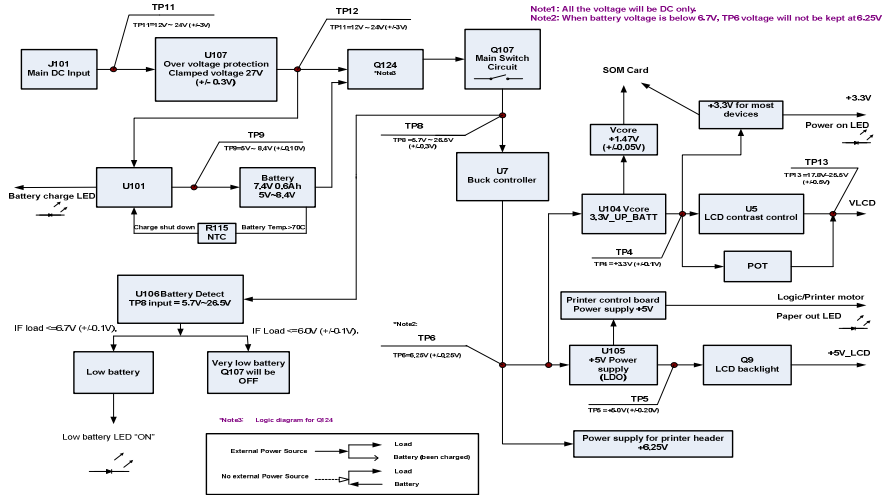 Note1: All the voltage will be DC only.
Note2: When battery voltage is below 6.7V, TP6 voltage will not be kept at 6.25V
TP11
TP11=12V~ 24V (+/-3V)
TP12
TP11=12V ~ 24V (+/-3V)
J101
Main DC Input
U107
Over voltage protection
Clamped voltage 27V
(+/- 0.3V)
Q124
*Note3
Q107
Main Switch
Circuit
SOM Card
+3.3V for most
devices
+3.3V
Power on LED
Vcore
+1.47V
(+/-0.05V)
TP8
TP8 =5.7V ~ 26.5V
(+/-0.3V)
TP9
TP9=5V ~ 8.4V (+/-0.10V)
U7
Buck controller
TP13
TP13 =17.8V~25.5V
(+/-0.5V)
U101
Battery
7.4V 0.6Ah
5V~8.4V
Battery charge LED
U104 Vcore
3.3V_UP_BATT
U5
LCD contrast control
VLCD
Charge shut down
R115
NTC
Battery Temp.>70C
TP4
TP4 =+3.3V (+/-0.1V)
POT
U106 Battery Detect
TP8 input = 5.7V~26.5V
Printer control board
Power supply +5V
Logic/Printer motor
Paper out LED
IF load <=6.7V (+/-0.1V).
IF Load <=6.0V (+/-0.1V).
*Note2:
TP6
TP6=6.25V (+/-0.25V)
Low battery
Very low battery
Q107 will be
OFF
U105
+5V Power
supply
(LDO)
Q9
LCD backlight
+5V_LCD
TP5
TP5 =+5.0V (+/-0.20V)
Low battery LED "ON"
*Note3: Logic diagram for Q124
External Power Source
Load
Battery (been charged)
No external Power Source
Load
Battery
Power supply for printer header
+6.25V